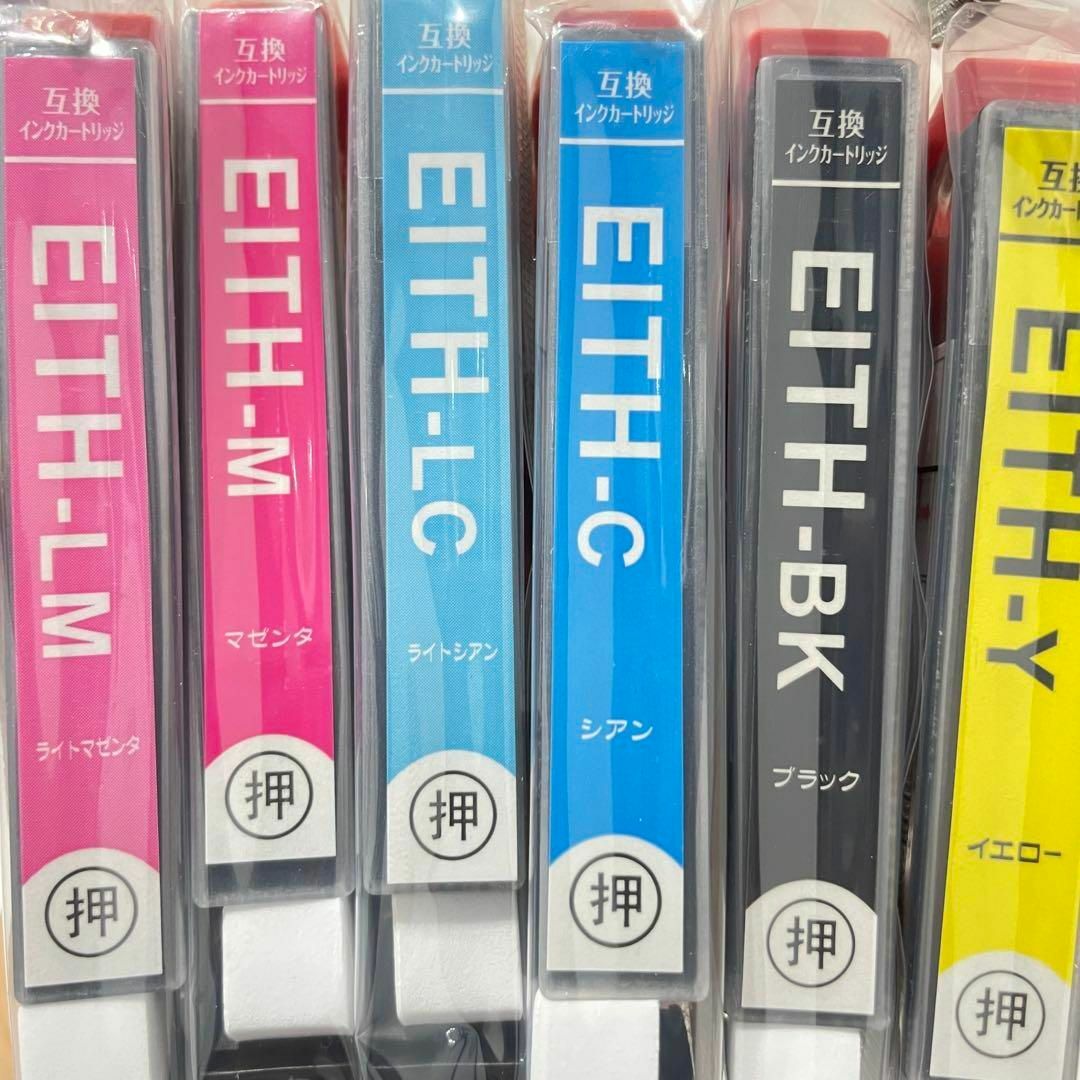 互換
インクカートリッジ
EITH-LM
ライトマゼンタ
押
互換
インクカートリッジ
EITH-M
マゼンタ
押
互換
インクカートリッジ
EITH-LC
ライトシアン
押
互換
インクカートリッジ
EITH-C
シアン
押
互換
インクカートリッジ
EITH-BK
ブラック
押
互換
インクカート
EITH-Y
イエロー
押